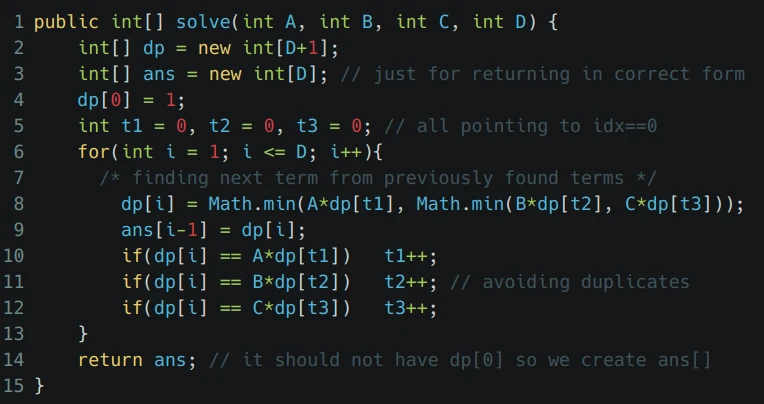 1 public int[] solve(int A, int B, int C, int D) {
2     int[] dp = new int[D+1];
3     int[] ans = new int[D]; // just for returning in correct form
4     dp[0] = 1;
5     int t1 = 0, t2 = 0, t3 = 0; // all pointing to idx==0
6     for(int i = 1; i <= D; i++){
7       /* finding next term from previously found terms */
8         dp[i] = Math.min(A*dp[t1], Math.min(B*dp[t2], C*dp[t3]));
9         ans[i-1] = dp[i];
10         if(dp[i] == A*dp[t1])   t1++;
11         if(dp[i] == B*dp[t2])   t2++; // avoiding duplicates
12         if(dp[i] == C*dp[t3])   t3++;
13     }
14     return ans; // it should not have dp[0] so we create ans[]
15 }